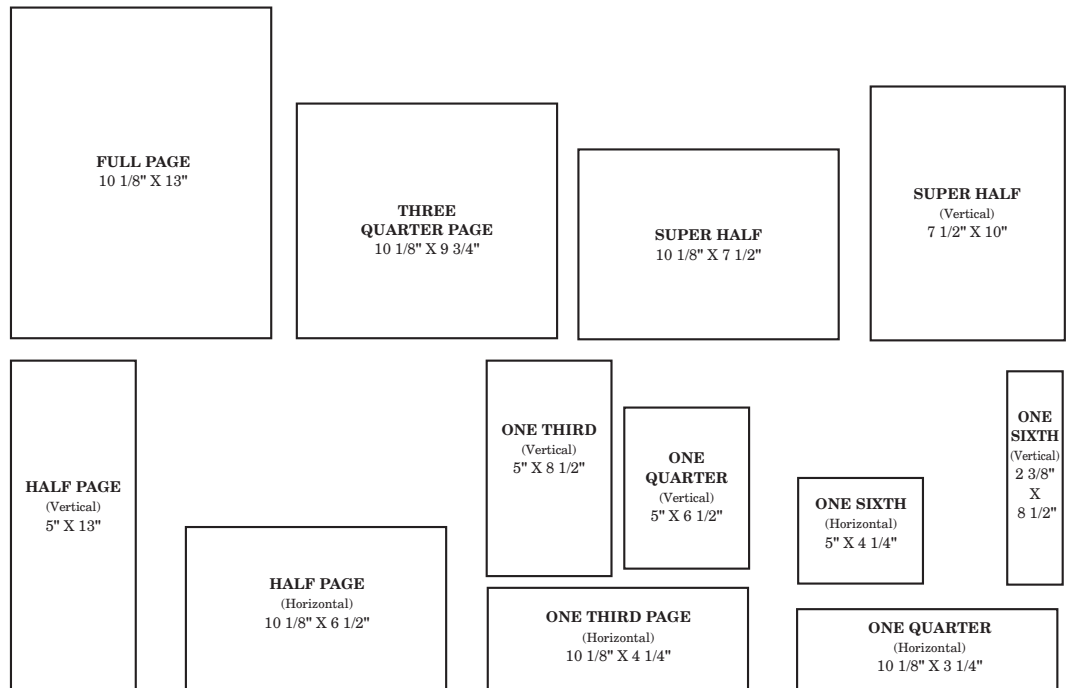 FULL PAGE
10 1/8" X 13"
THREE
QUARTER PAGE
10 1/8" X 9 3/4"
SUPER HALF
10 1/8" X 7 1/2"
SUPER HALF
(Vertical)
7 1/2" X 10"
HALF PAGE
(Vertical)
5" X 13"
HALF PAGE
(Horizontal)
10 1/8" X 6 1/2"
ONE THIRD
(Vertical)
5" X 8 1/2"
ONE
QUARTER
(Vertical)
5" X 6 1/2"
ONE THIRD PAGE
(Horizontal)
10 1/8" X 4 1/4"
ONE SIXTH
(Horizontal)
5" X 4 1/4"
ONE
SIXTH
(Vertical)
2 3/8"
X
8 1/2"
ONE QUARTER
(Horizontal)
10 1/8" X 3 1/4"